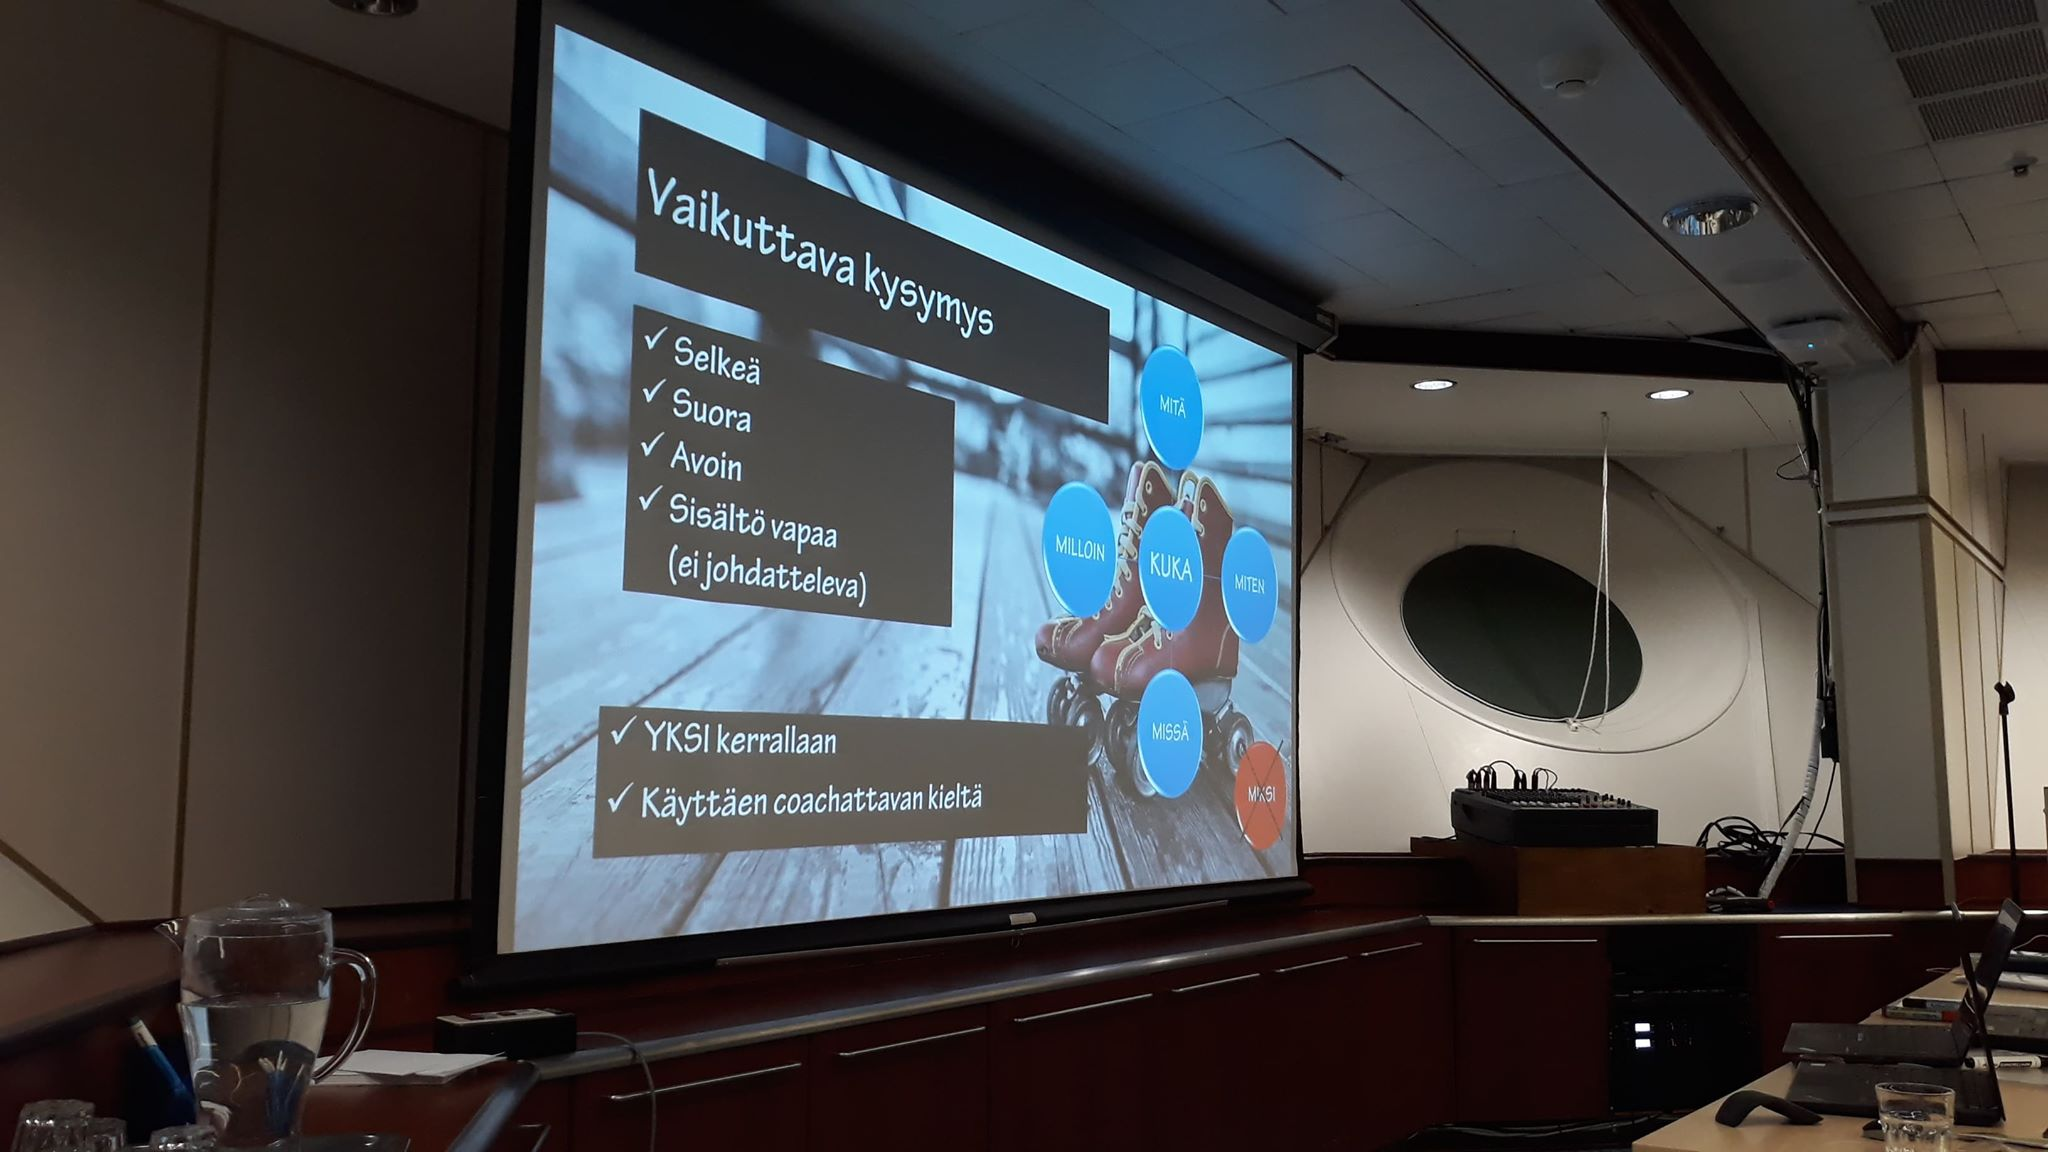 Vaikuttava kysymys
✓ Selkeä
✓ Suora
✓ Avoin
✓ Sisältö vapaa
(ei johdatteleva)
MITÄ
MILLOIN
KUKA
MITEN
MISSÄ
MIKSI
✓ YKSI kerrallaan
✓ Käyttäen coachattavan kieltä